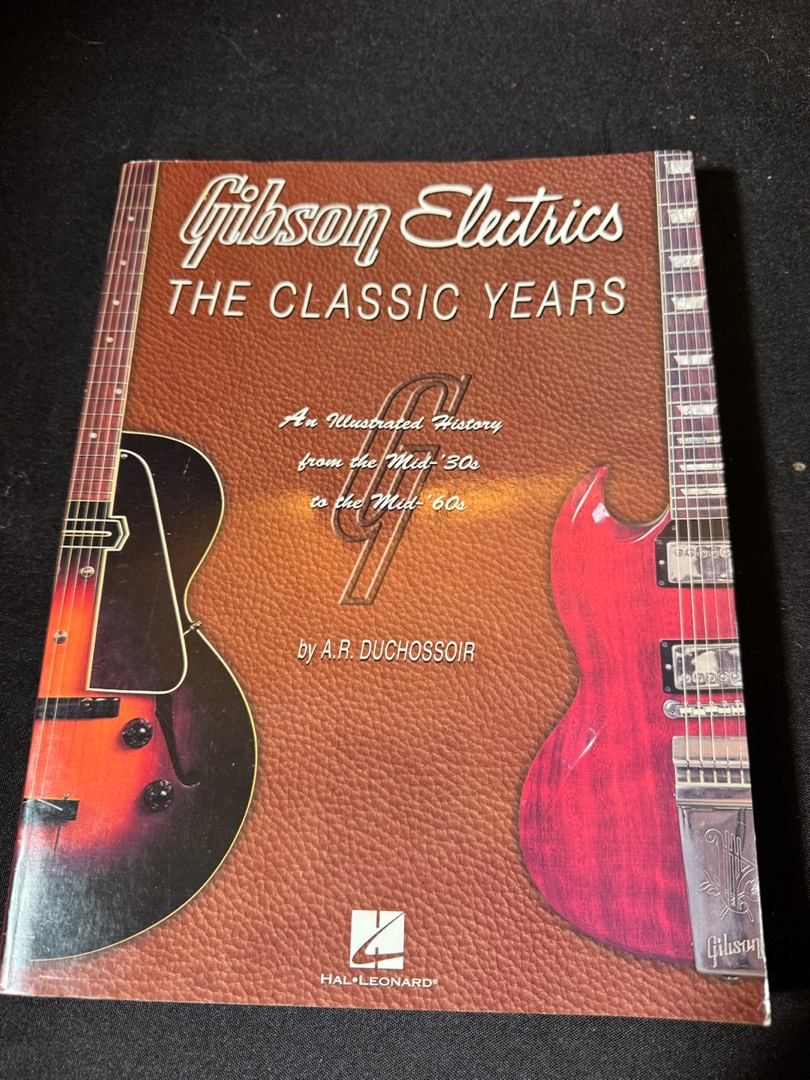 Gibson Electrics
THE CLASSIC YEARS
An Illustrated History
from the Mid-'30s
to the Mid-'60s
G
by A.R. DUCHOSSOIR
Gibson
HAL•LEONARD®